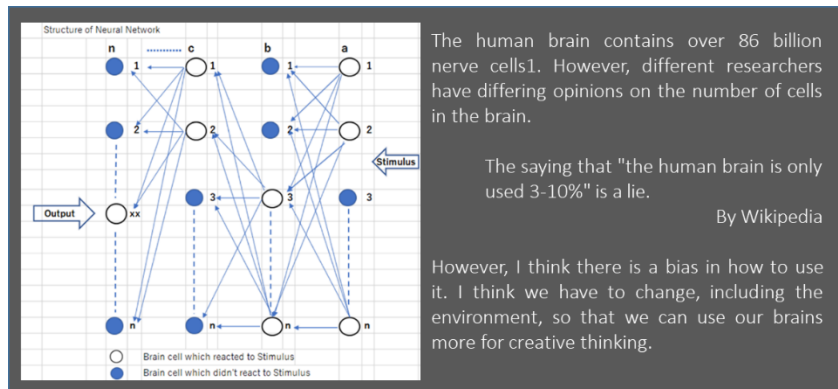 Structure of Neural Network
n ............ c b a
1 1 1 1
2 2 2 2
Stimulus
3 3 3
Output xx
n n n n
Brain cell which reacted to Stimulus
Brain cell which didn't react to Stimulus
The human brain contains over 86 billion
nerve cells1. However, different researchers
have differing opinions on the number of cells
in the brain.
The saying that "the human brain is only
used 3-10%" is a lie.
By Wikipedia
However, I think there is a bias in how to use
it. I think we have to change, including the
environment, so that we can use our brains
more for creative thinking.